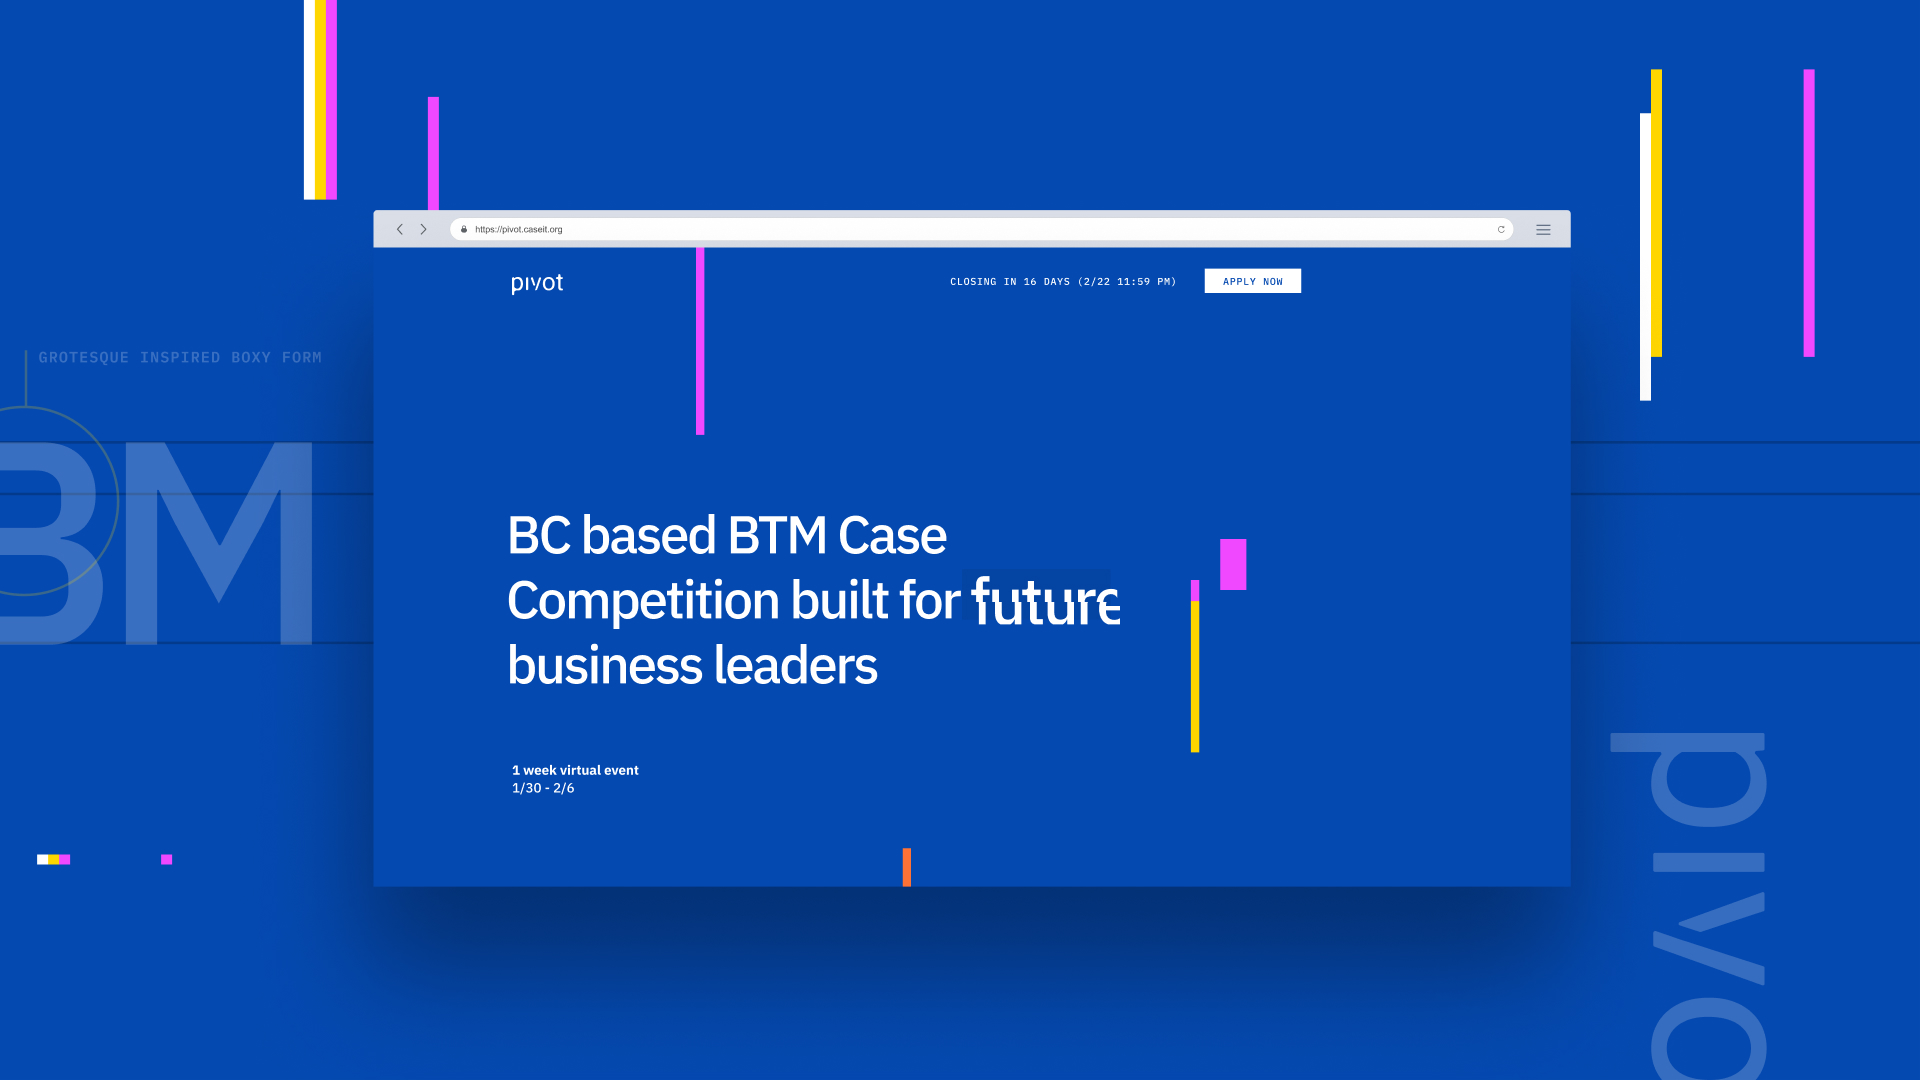 https://pivot.caseit.org
pivot
CLOSING IN 16 DAYS (2/22 11:59 PM)
APPLY NOW
GROTESQUE INSPIRED BOXY FORM
BM
BC based BTM Case
Competition built for future
business leaders
1 week virtual event
1/30 - 2/6
pivo